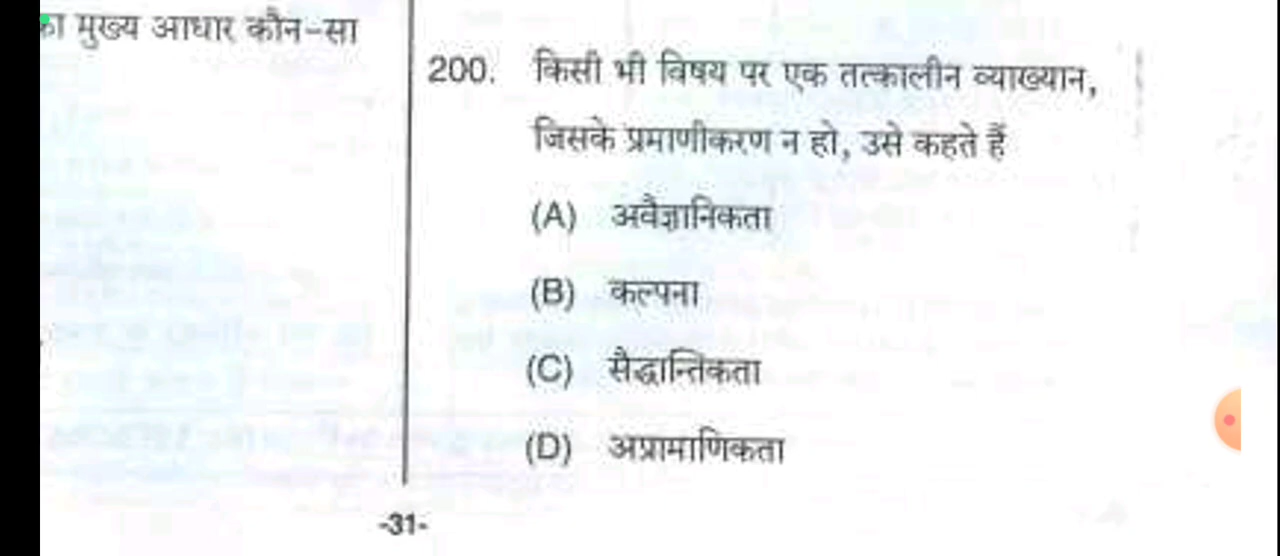 का मुख्य आधार कौन-सा
200. किसी भी विषय पर एक तत्कालीन व्याख्यान,
जिसके प्रमाणीकरण न हो, उसे कहते हैं
(A) अवैज्ञानिकता
(B) कल्पना
(C) सैद्धान्तिकता
(D) अप्रामाणिकता
-31-